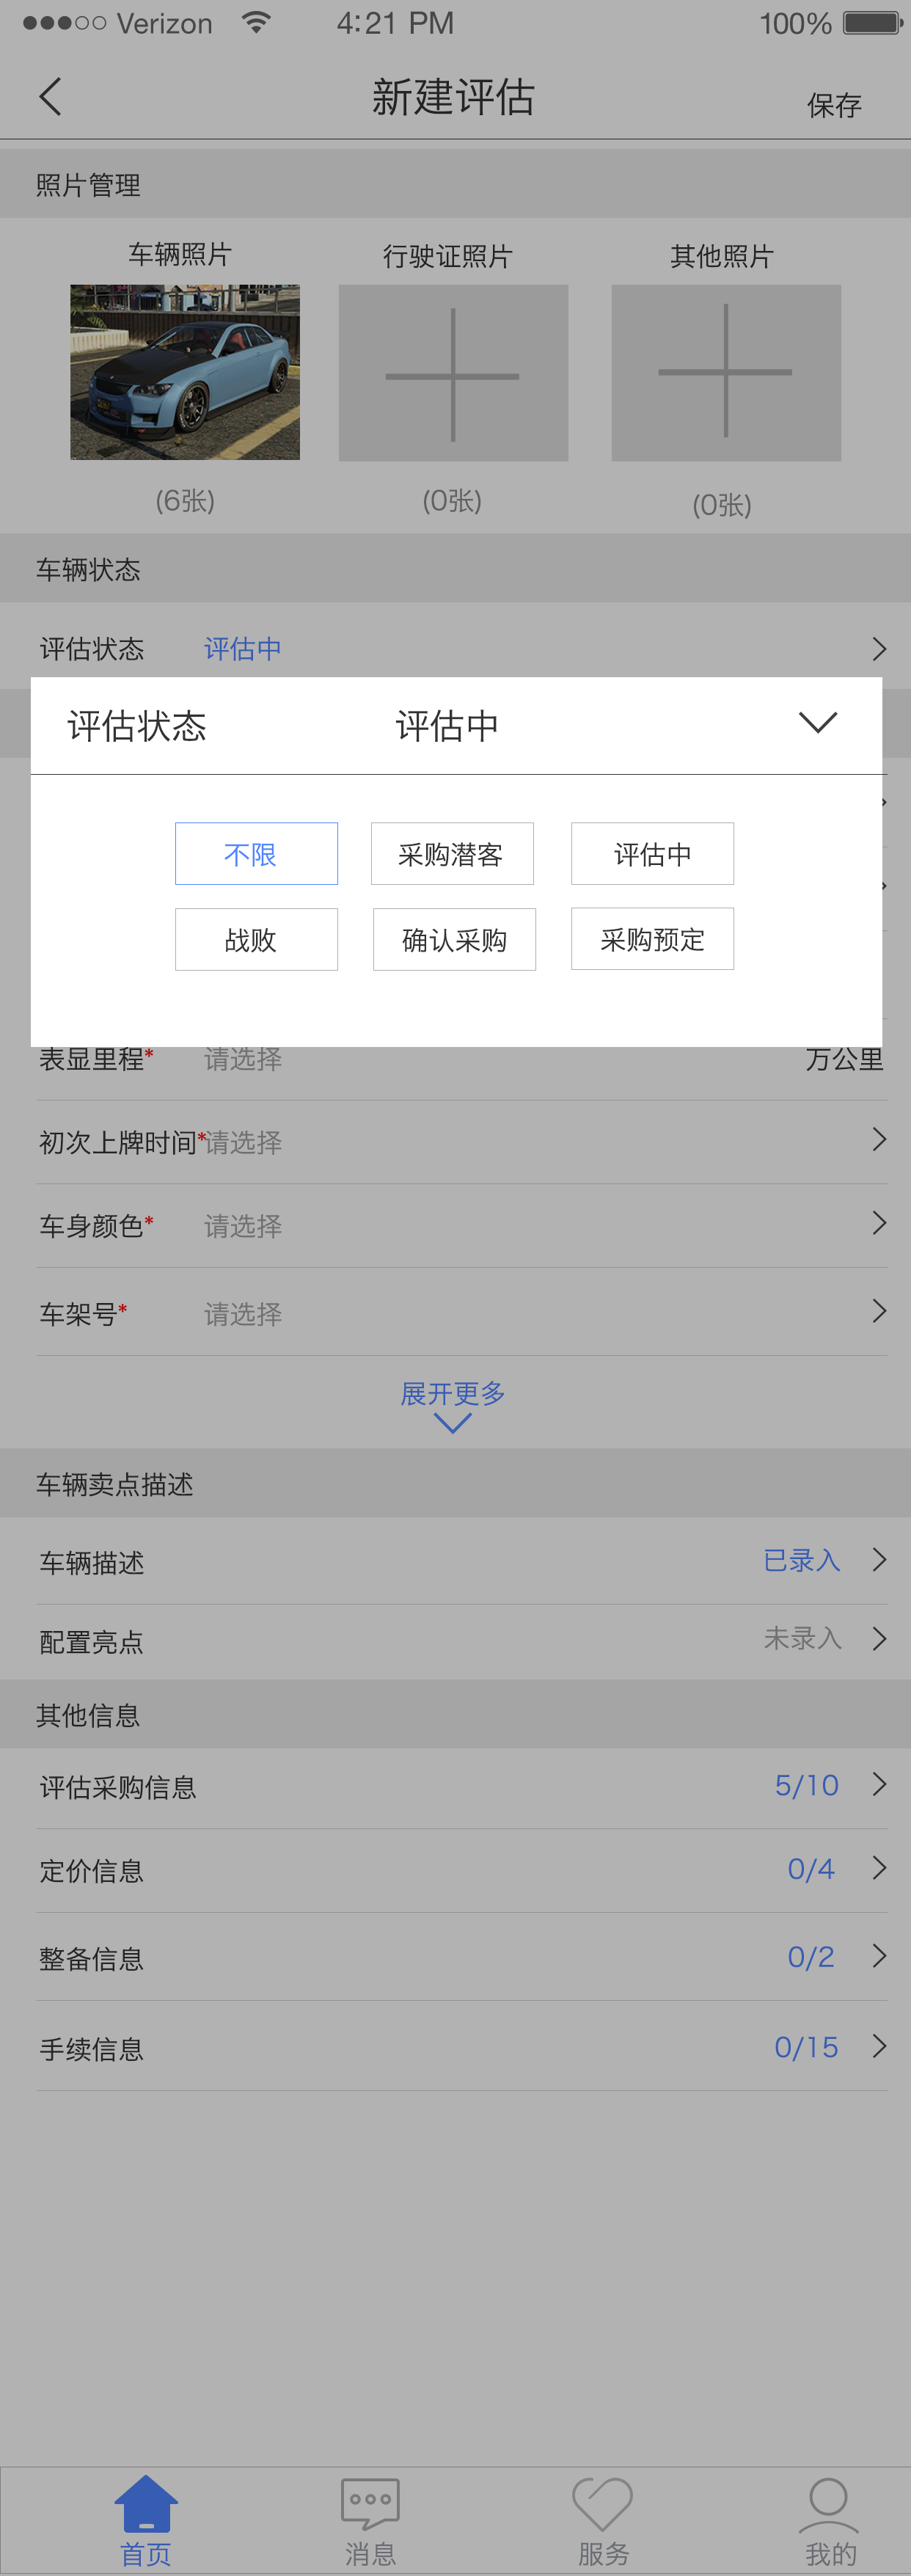 Verizon 4:21 PM 100%
新建评估 保存
照片管理
车辆照片 行驶证照片 其他照片
(6张) (0张) (0张)
车辆状态
评估状态 评估中
评估状态 评估中
不限 采购潜客 评估中
战败 确认采购 采购预定
表显里程* 请选择 万公里
初次上牌时间* 请选择
车身颜色* 请选择
车架号* 请选择
展开更多
车辆卖点描述
车辆描述 已录入
配置亮点 未录入
其他信息
评估采购信息 5/10
定价信息 0/4
整备信息 0/2
手续信息 0/15
首页 消息 服务 我的